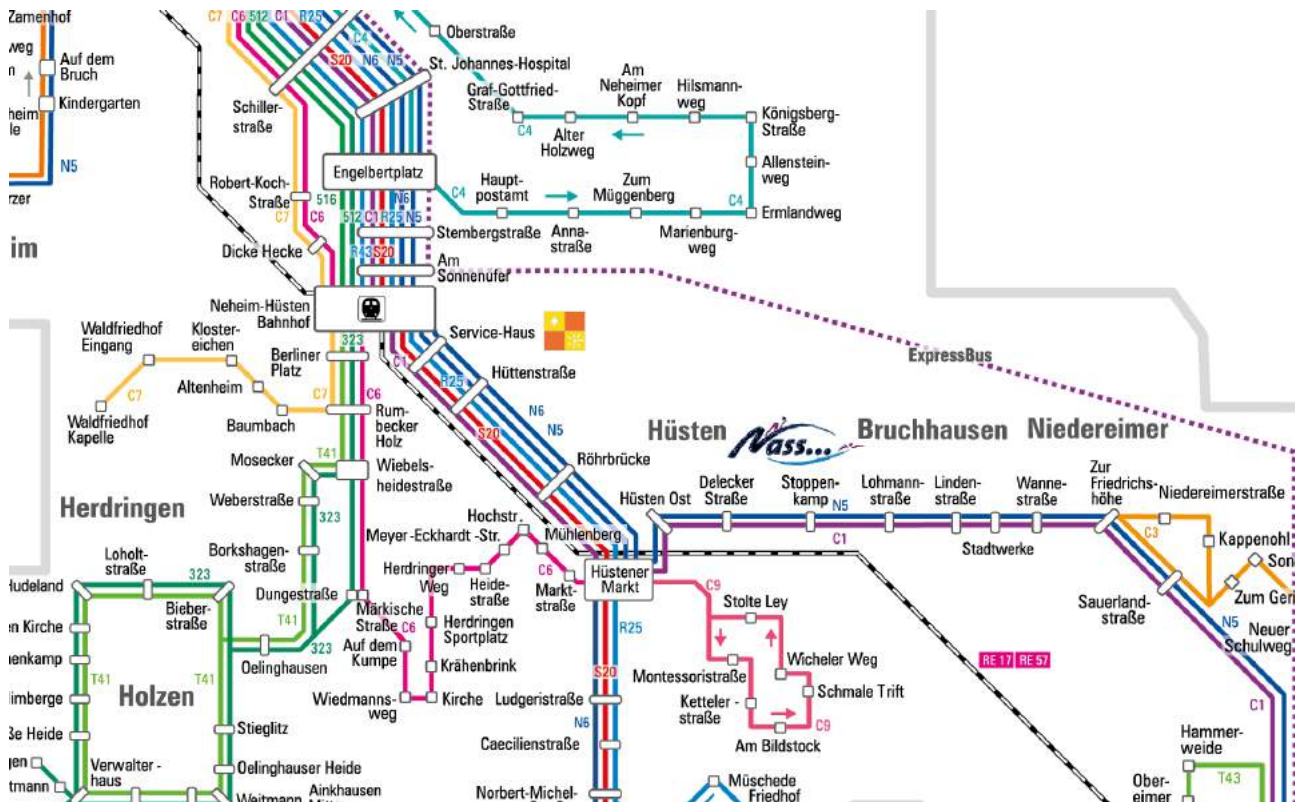 Zamenhof
weg
Auf dem
Bruch
Kindergarten
N5
C7
C6
512
C1
R25
C4
S20
N6
N5
Oberstraße
St. Johannes-Hospital
Schiller-
straße
Graf-Gottfried-
Straße
Am
Neheimer
Kopf
Hilsmann-
weg
Königsberg-
Straße
C4
Alter
Holzweg
Allenstein-
weg
Engelbertplatz
C4
Haupt-
postamt
Zum
Müggenberg
C4
Ermlandweg
Anna-
straße
Marienburg-
weg
Robert-Koch-
Straße
516
N6
C7
C6
512
C1
R25
N5
Stembergstraße
Dicke Hecke
R43
S20
Am
Sonnenufer
Neheim-Hüsten
Bahnhof
Service-Haus
Waldfriedhof
Eingang
Kloster-
eichen
Berliner
Platz
323
C1
R25
Hüttenstraße
ExpressBus
Altenheim
C7
C7
C6
Waldfriedhof
Kapelle
Baumbach
Rum-
becker
Holz
S20
N6
N5
Hüsten
Nass...
Bruchhausen
Niedereimer
Mosecker
T41
Wiebels-
heidestraße
Röhrbrücke
Hüsten Ost
Delecker
Straße
Stoppen-
kamp
N5
Lohmann-
straße
Linden-
straße
Wanne-
straße
Zur
Friedrichs-
höhe
Niedereimerstraße
Weberstraße
323
Herdringen
Hochstr.
Meyer-Eckhardt -Str.
Mühlenberg
C1
Stadtwerke
C3
Kappenohl
Borkshagen-
straße
Loholt-
straße
323
Herdringer
Weg
Heide-
straße
C6
Markt-
straße
Hüstener
Markt
C9
Hudeland
Bieber-
straße
Dungestraße
Märkische
Straße
Stolte Ley
Sauerland-
straße
N5
Neuer
Schulweg
T41
323
C6
Herdringen
Sportplatz
R25
Auf dem
Kumpe
Krähenbrink
Oelinghausen
Wicheler Weg
RE 17
RE 57
S20
Montessoristraße
Holzen
T41
T41
Wiedmanns-
weg
Kirche
Ludgeristraße
Ketteler -
straße
Schmale Trift
C9
C1
N6
Am Bildstock
Stieglitz
Caecilienstraße
Hammer-
weide
Verwalter -
haus
Oelinghauser Heide
Weitmann
Ainkhausen
Norbert-Michel-
Müschede
Friedhof
T43
Ober-
eimer